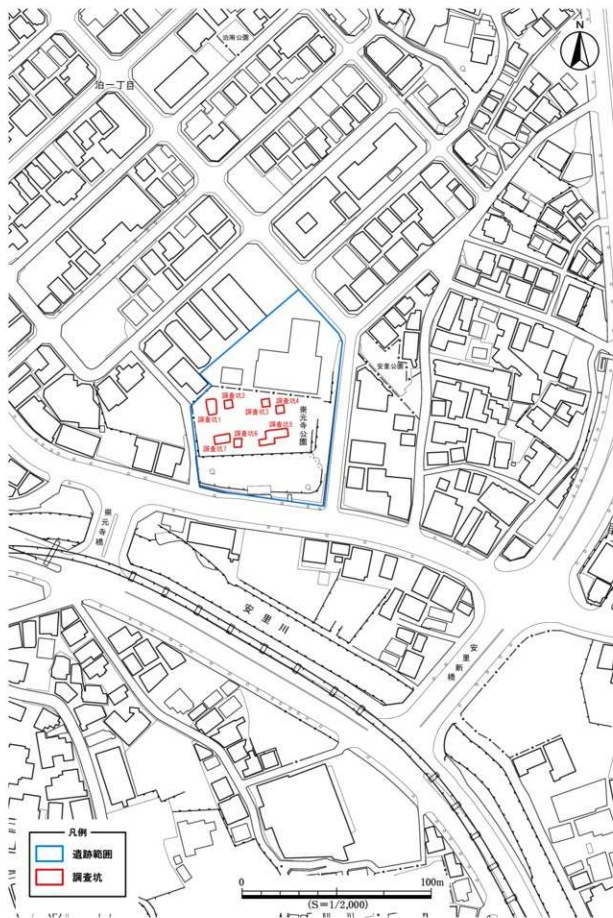 泊南公園
N
泊一丁目
安里公園
調査坑2
調査坑3
調査坑4
調査坑1
崇元寺公園
調査坑5
調査坑7
調査坑6
崇元寺橋
安里川
安里新橋
凡例
遺跡範囲
調査坑
0
100m
(S=1/2,000)